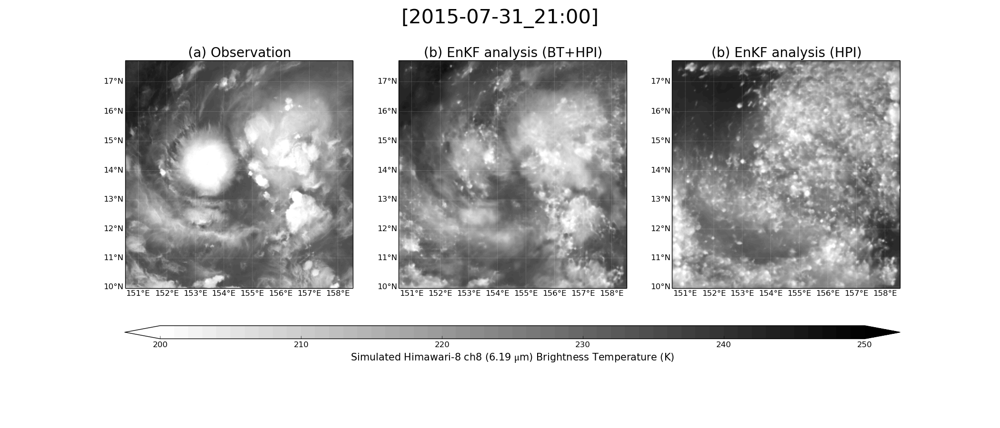 [2015-07-31_21:00]
(a) Observation
(b) EnKF analysis (BT+HPI)
(b) EnKF analysis (HPI)
17°N
16°N
15°N
14°N
13°N
12°N
11°N
10°N
151°E 152°E 153°E 154°E 155°E 156°E 157°E 158°E
17°N
16°N
15°N
14°N
13°N
12°N
11°N
10°N
151°E 152°E 153°E 154°E 155°E 156°E 157°E 158°E
17°N
16°N
15°N
14°N
13°N
12°N
11°N
10°N
151°E 152°E 153°E 154°E 155°E 156°E 157°E 158°E
200 210 220 230 240 250
Simulated Himawari-8 ch8 (6.19 μm) Brightness Temperature (K)